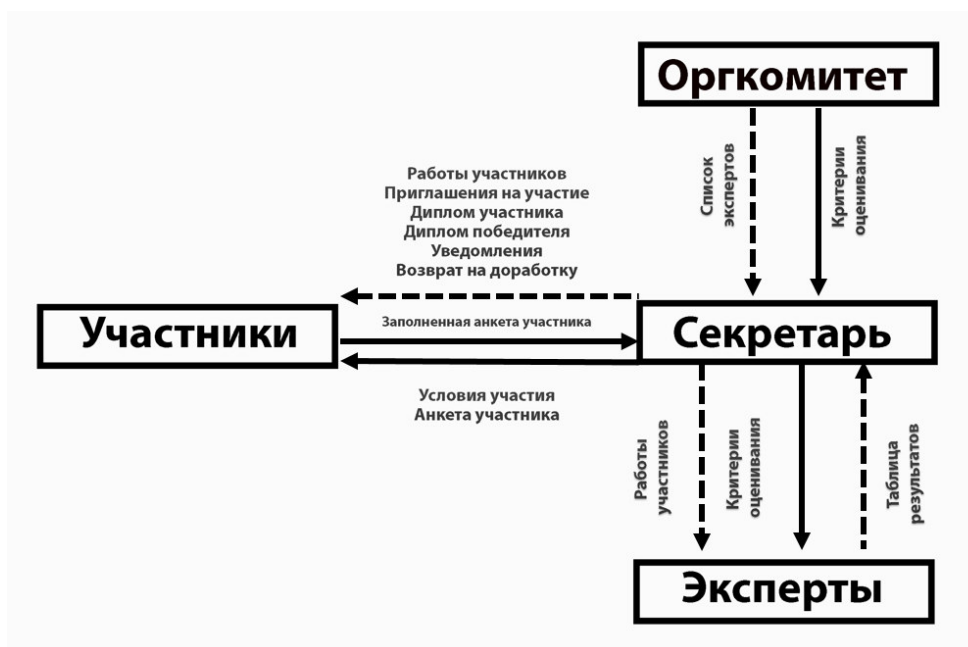 Оргкомитет
Список
экспертов
Критерии
оценивания
Работы участников
Приглашения на участие
Диплом участника
Диплом победителя
Уведомления
Возврат на доработку
Участники
Заполненная анкета участника
Секретарь
Условия участия
Анкета участника
Работы
участников
Критерии
оценивания
Таблица
результатов
Эксперты